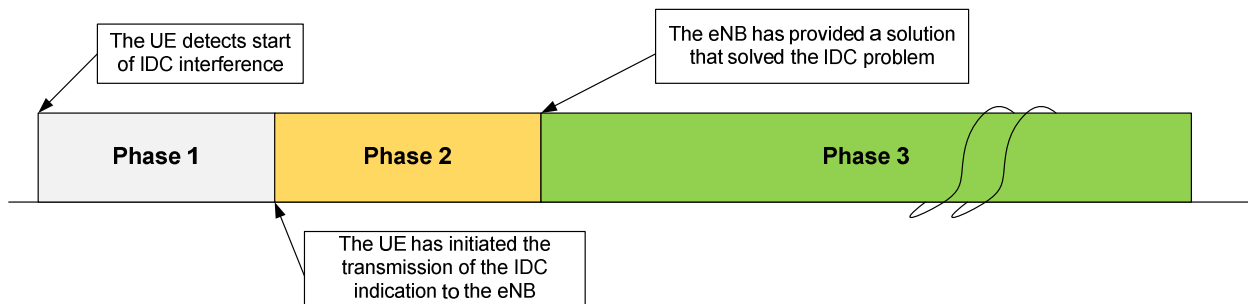 The UE detects start
of IDC interference
The eNB has provided a solution
that solved the IDC problem
Phase 1
Phase 2
Phase 3
The UE has initiated the
transmission of the IDC
indication to the eNB